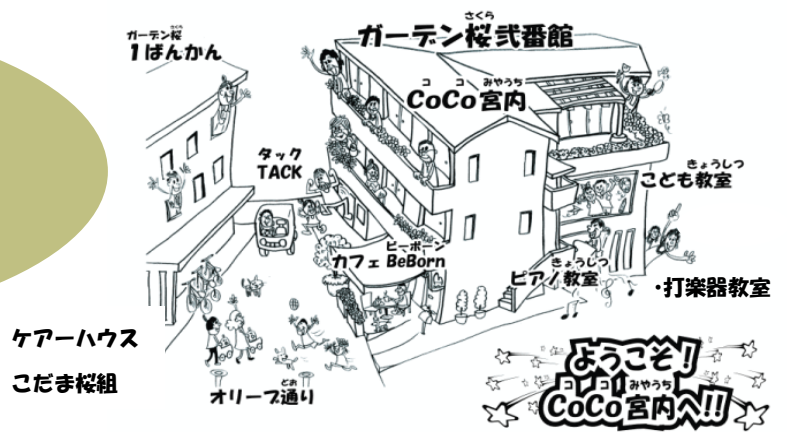 ガーデン桜
さくら
1ばんかん
さくら
ガーデン桜弐番館
ココ みやうち
CoCo宮内
タック
TACK
きょうしつ
こども教室
ビーボーン
カフェ BeBorn
きょうしつ
ピアノ教室
・打楽器教室
ケアーハウス
こだま桜組
どお
オリーブ通り
ようこそ!
ココ みやうち
CoCo宮内へ!!